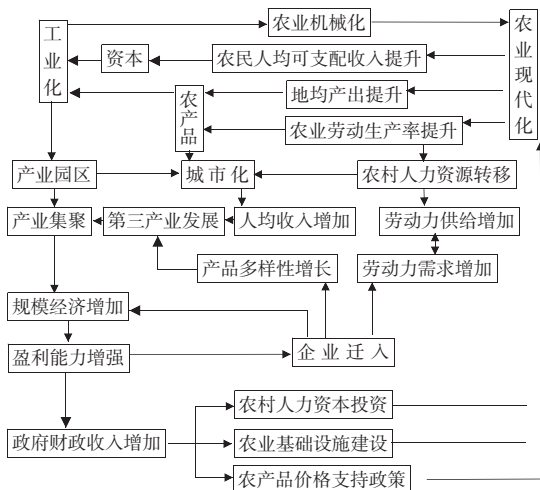 工业化
农业机械化
农业现代化
资本
农民人均可支配收入提升
农产品
地均产出提升
农业劳动生产率提升
产业园区
城市化
农村人力资源转移
产业集聚
第三产业发展
人均收入增加
劳动力供给增加
产品多样性增长
劳动力需求增加
规模经济增加
盈利能力增强
企业迁入
农村人力资本投资
政府财政收入增加
农业基础设施建设
农产品价格支持政策